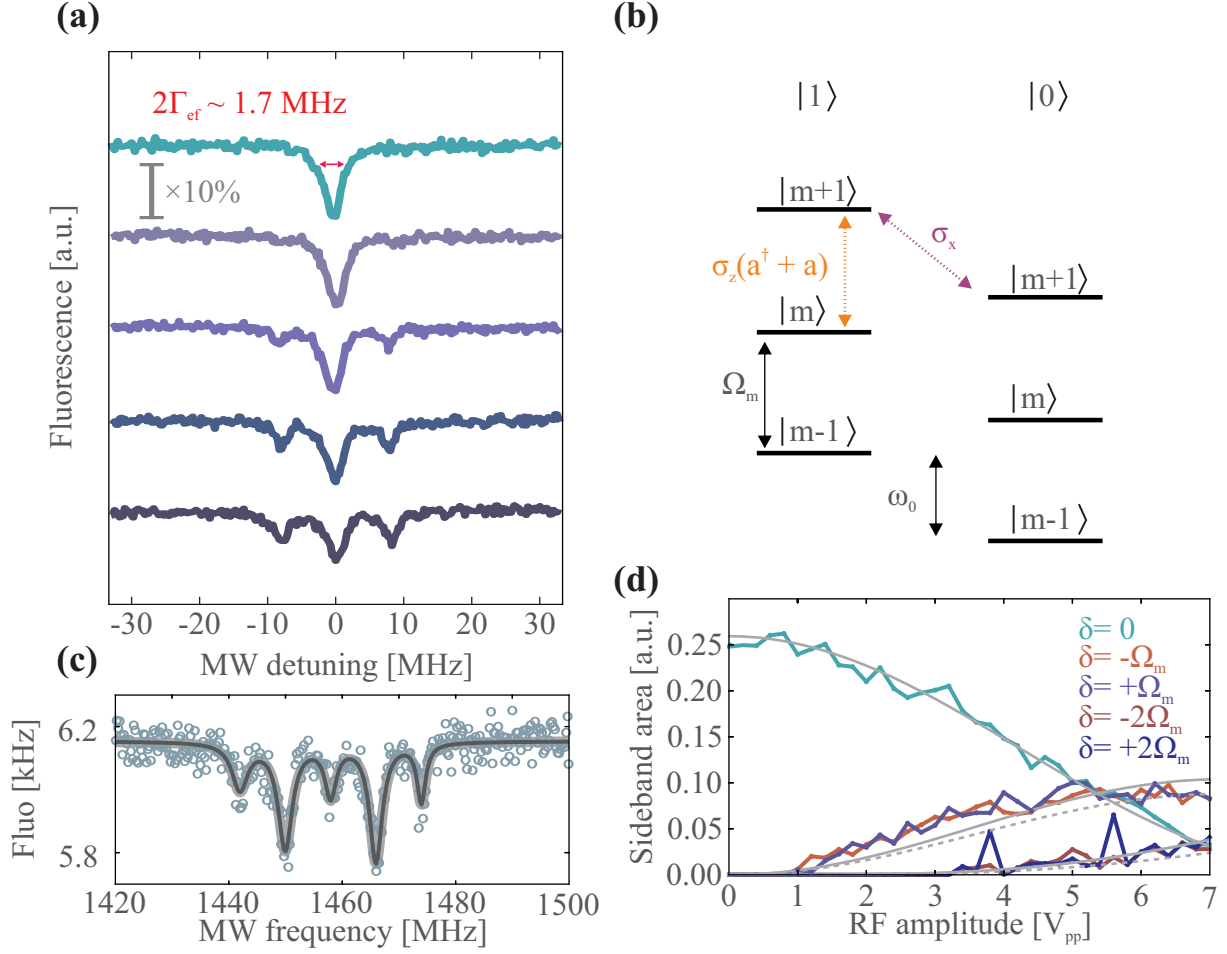 (a)
2Γef ~ 1.7 MHz
×10%
Fluorescence [a.u.]
-30 -20 -10 0 10 20 30
MW detuning [MHz]
(b)
|1⟩ |0⟩
|m+1⟩
σx
σz(a† + a)
|m+1⟩
|m⟩
Ωm
|m⟩
|m-1⟩
ω0
|m-1⟩
(c)
Fluo [kHz]
6.2
5.8
1420 1440 1460 1480 1500
MW frequency [MHz]
(d)
Sideband area [a.u.]
0.25
0.20
0.15
0.10
0.05
0.00
δ= 0
δ= -Ωm
δ= +Ωm
δ= -2Ωm
δ= +2Ωm
0 1 2 3 4 5 6 7
RF amplitude [Vpp]